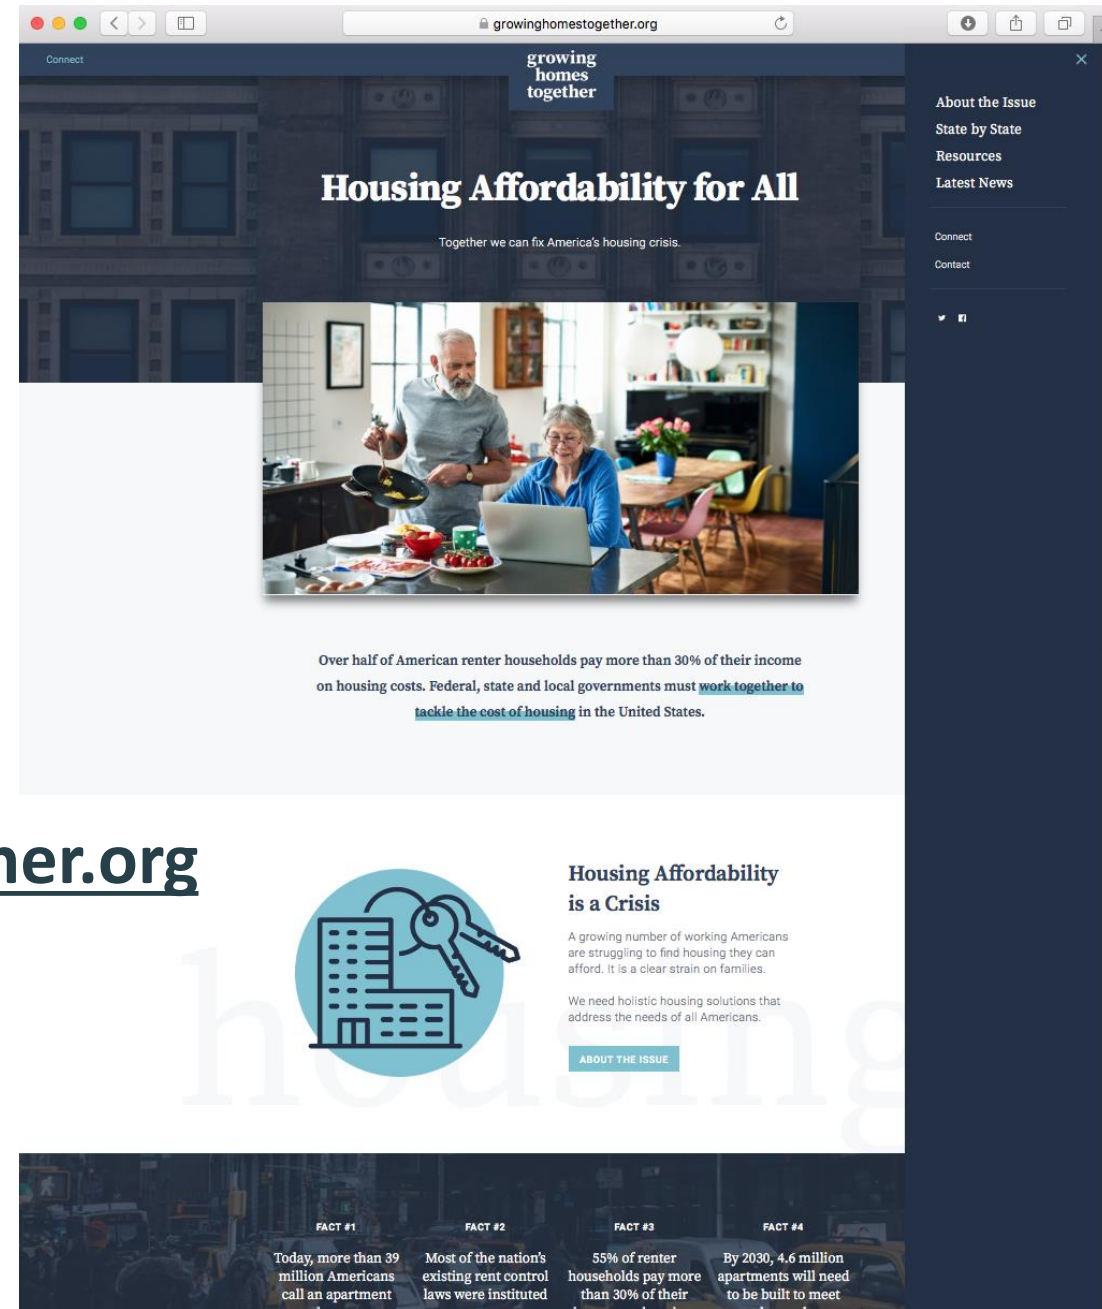 growinghomestogether.org
Connect
growing
homes
together
Housing Affordability for All
Together we can fix America's housing crisis.
Over half of American renter households pay more than 30% of their income
on housing costs. Federal, state and local governments must work together to
tackle the cost of housing in the United States.
her.org
housing
Housing Affordability
is a Crisis
A growing number of working Americans
are struggling to find housing they can
afford. It is a clear strain on families.
We need holistic housing solutions that
address the needs of all Americans.
ABOUT THE ISSUE
FACT #1
Today, more than 39
million Americans
call an apartment
FACT #2
Most of the nation's
existing rent control
laws were instituted
FACT #3
55% of renter
households pay more
than 30% of their
FACT #4
By 2030, 4.6 million
apartments will need
to be built to meet
About the Issue
State by State
Resources
Latest News
Connect
Contact